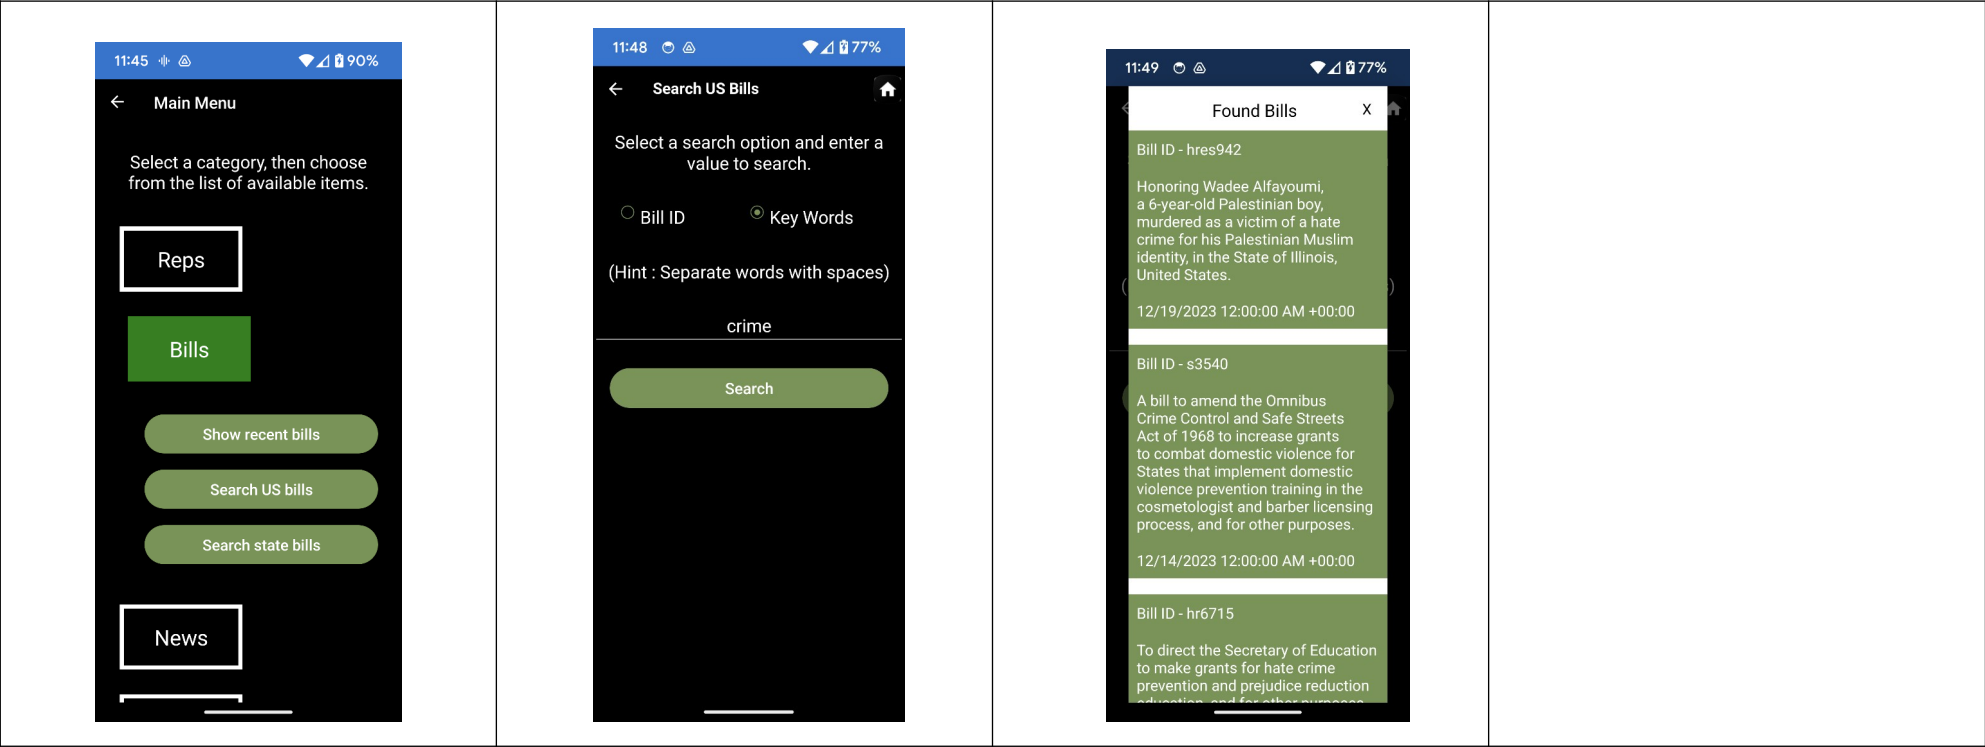 11:45 90%
Main Menu
Select a category, then choose
from the list of available items.
Reps
Bills
Show recent bills
Search US bills
Search state bills
News
11:48 77%
Search US Bills
Select a search option and enter a
value to search.
Bill ID Key Words
(Hint : Separate words with spaces)
crime
Search
11:49 77%
Found Bills X
Bill ID - hres942
Honoring Wadee Alfayoumi,
a 6-year-old Palestinian boy,
murdered as a victim of a hate
crime for his Palestinian Muslim
identity, in the State of Illinois,
United States.
12/19/2023 12:00:00 AM +00:00
Bill ID - s3540
A bill to amend the Omnibus
Crime Control and Safe Streets
Act of 1968 to increase grants
to combat domestic violence for
States that implement domestic
violence prevention training in the
cosmetologist and barber licensing
process, and for other purposes.
12/14/2023 12:00:00 AM +00:00
Bill ID - hr6715
To direct the Secretary of Education
to make grants for hate crime
prevention and prejudice reduction
education, and for other purposes